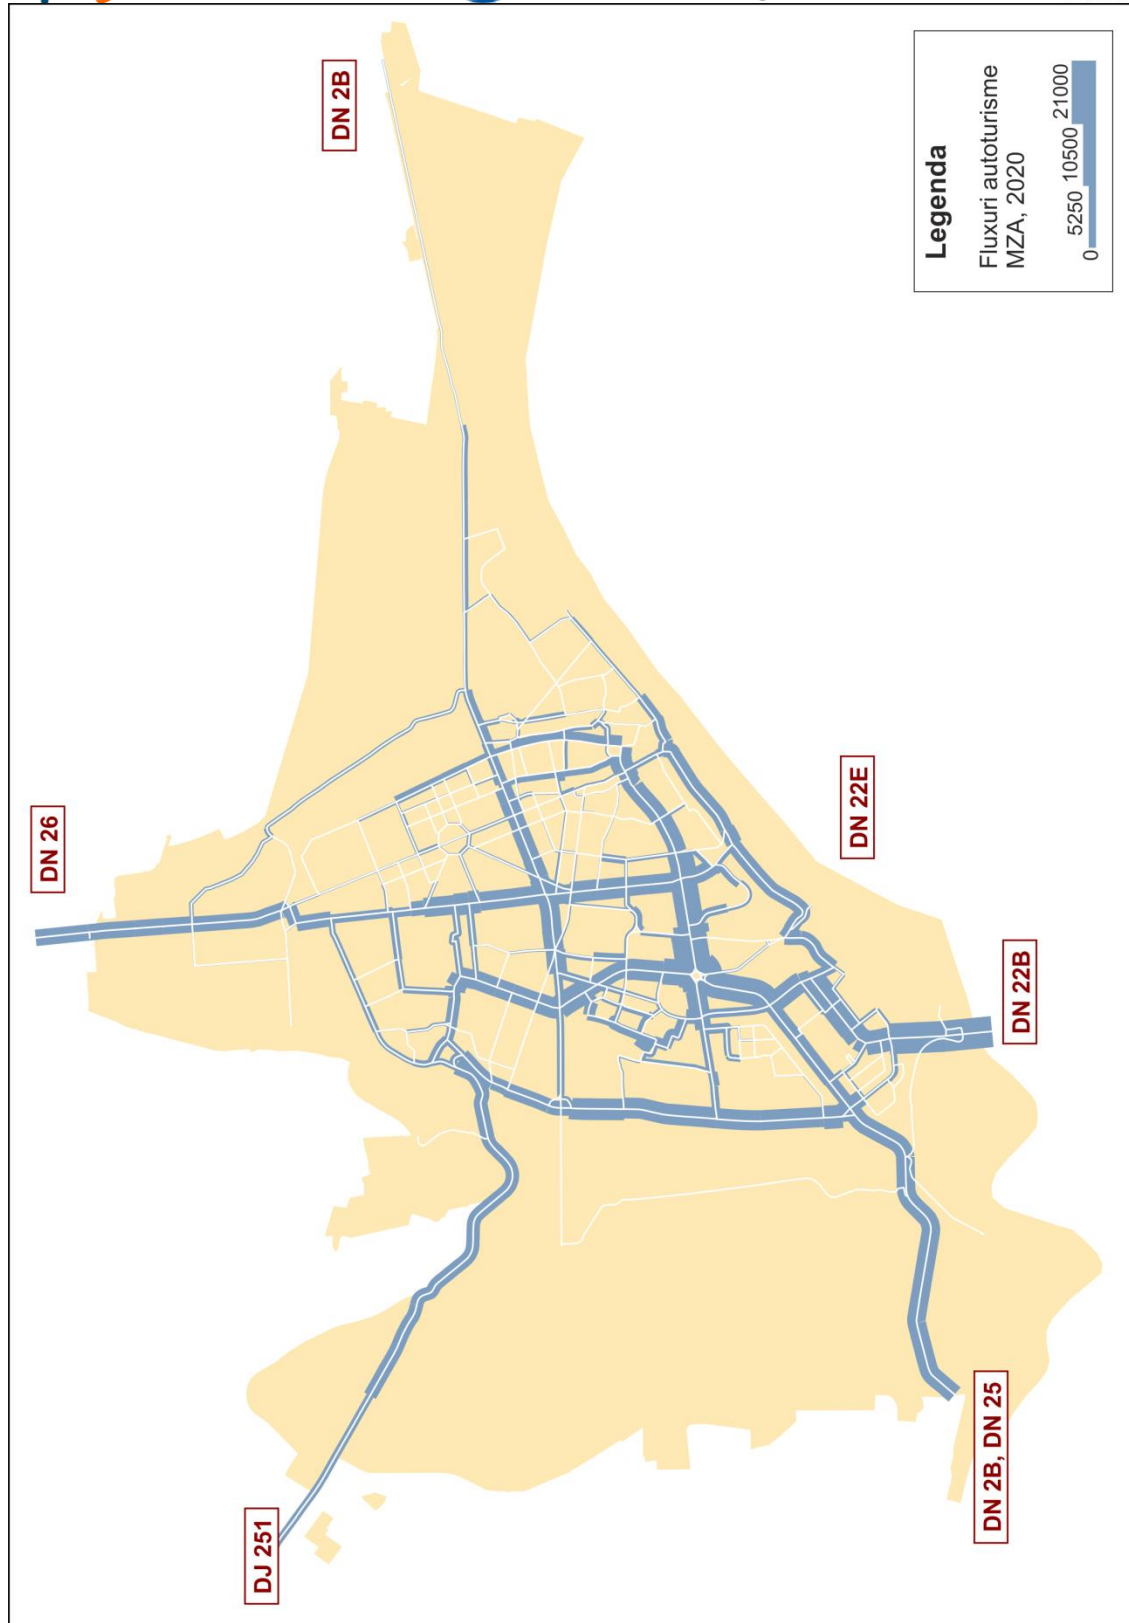 DJ 251
DN 26
DN 2B
DN 2B, DN 25
DN 22B
DN 22E
Legenda
Fluxuri autoturisme
MZA, 2020
0 5250 10500 21000